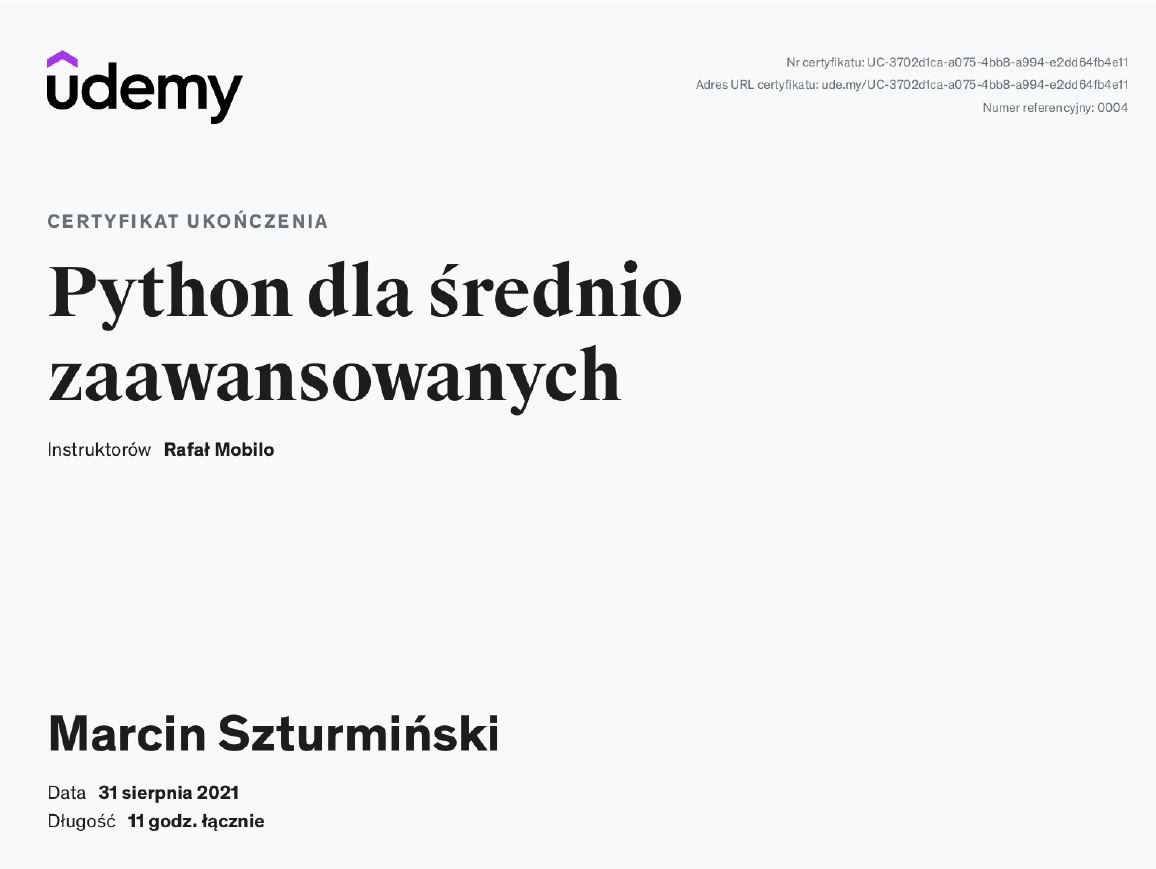 udemy
Nr certyfikatu: UC-3702d1ca-a075-4bb8-a994-e2dd64fb4e11
Adres URL certyfikatu: ude.my/UC-3702d1ca-a075-4bb8-a994-e2dd64fb4e11
Numer referencyjny: 0004
CERTYFIKAT UKOŃCZENIA
Python dla średnio
zaawansowanych
Instruktorów Rafał Mobilo
Marcin Szturmiński
Data 31 sierpnia 2021
Długość 11 godz. łącznie